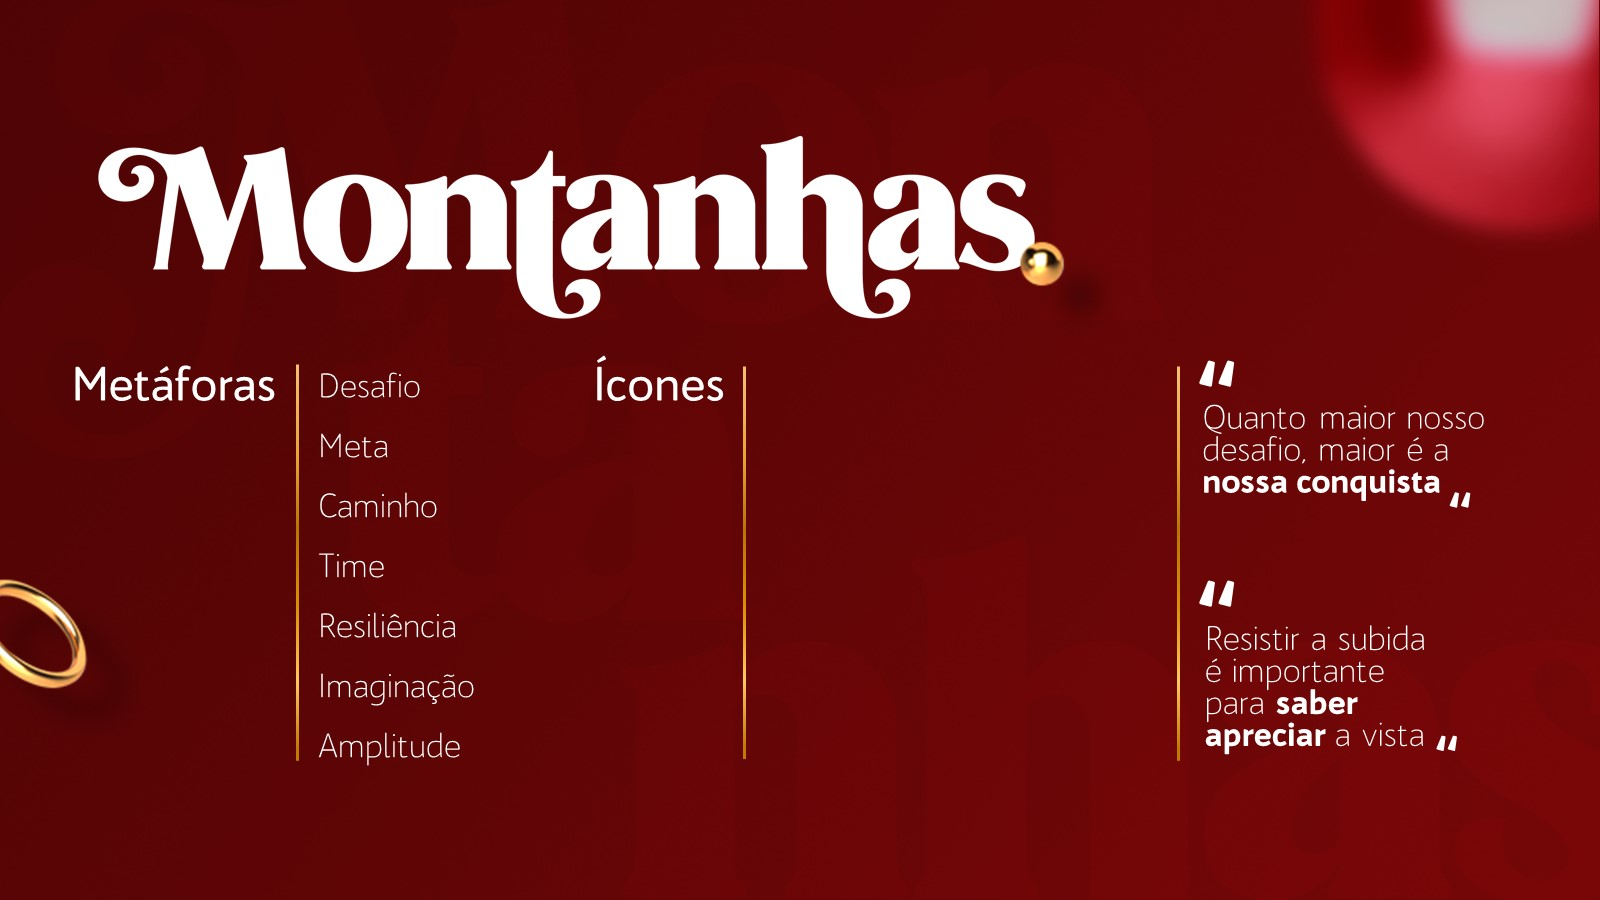 Montanhas.
Metáforas
Desafio
Meta
Caminho
Time
Resiliência
Imaginação
Amplitude
Ícones
"
Quanto maior nosso
desafio, maior é a
nossa conquista "
"
Resistir a subida
é importante
para saber
apreciar a vista "